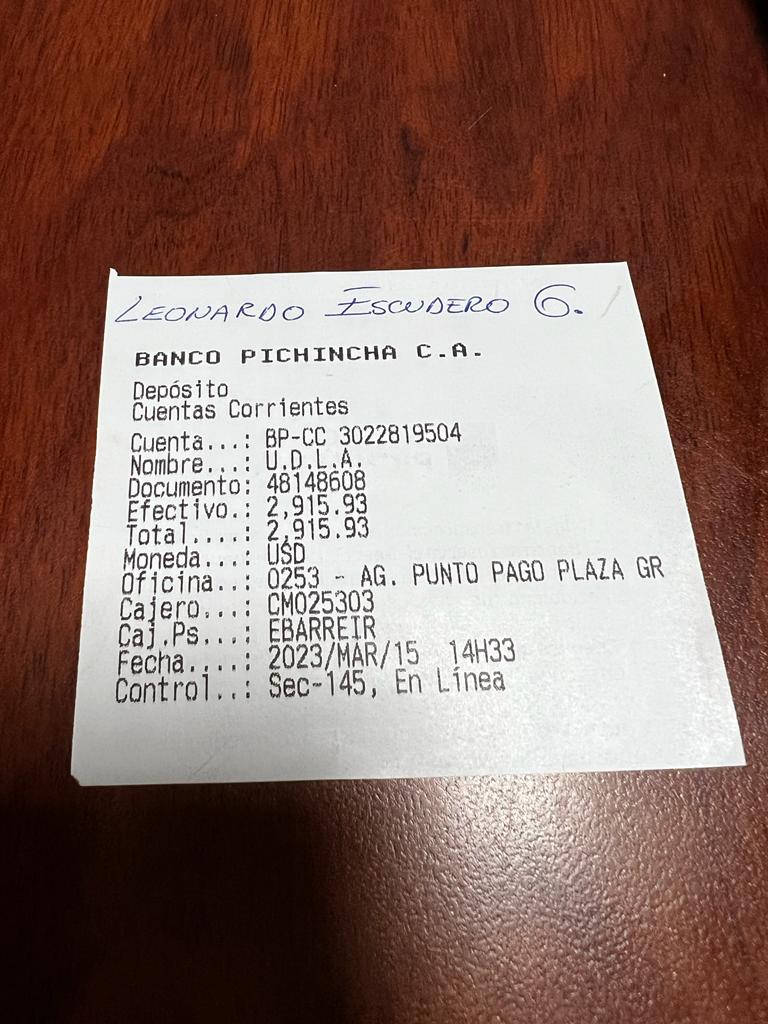 LEONARDO ESCUDERO G.
BANCO PICHINCHA C.A.
Depósito
Cuentas Corrientes
Cuenta...: BP-CC 3022819504
Nombre...: U.D.L.A.
Documento: 48148608
Efectivo.: 2,915.93
Total....: 2,915.93
Moneda...: USD
Oficina..: 0253 - AG. PUNTO PAGO PLAZA GR
Cajero...: CM025303
Caj.Ps...: EBARREIR
Fecha....: 2023/MAR/15 14H33
Control..: Sec-145, En Línea